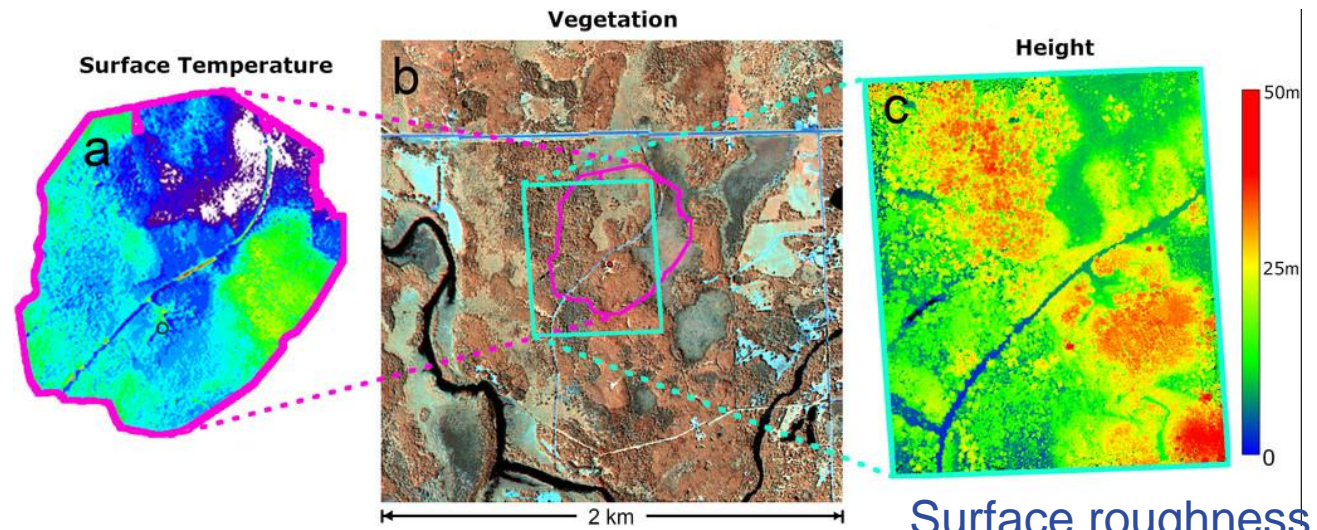 Vegetation
Surface Temperature
Height
a
b
c
50m
25m
0
2 km
Surface roughness